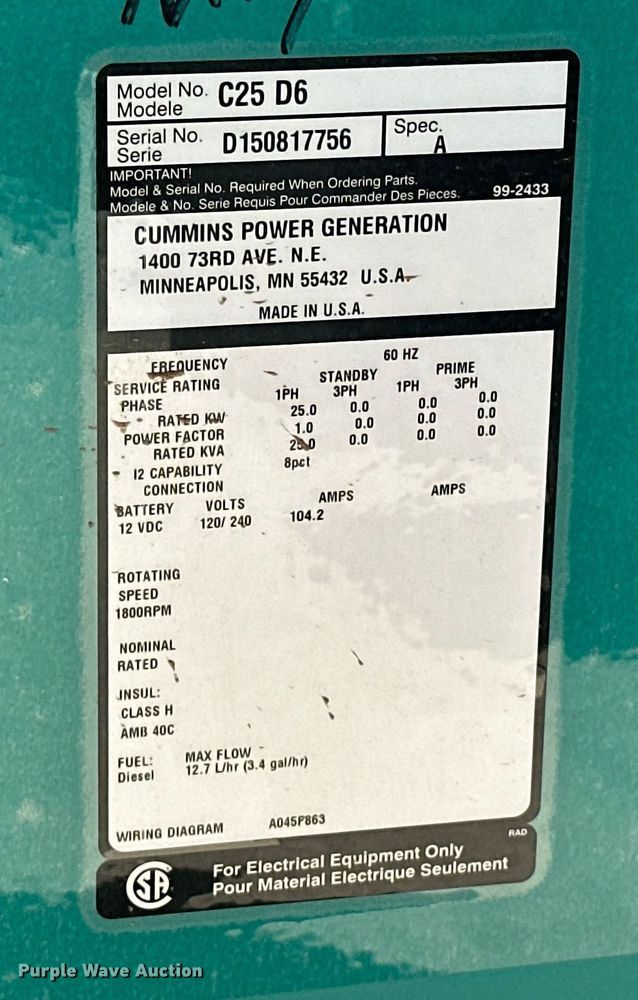 Model No. C25 D6
Modele
Serial No. D150817756 Spec. A
Serie
IMPORTANT!
Model & Serial No. Required When Ordering Parts.
Modele & No. Serie Requis Pour Commander Des Pieces. 99-2433
CUMMINS POWER GENERATION
1400 73RD AVE. N.E.
MINNEAPOLIS, MN 55432 U.S.A.
MADE IN U.S.A.
FREQUENCY 60 HZ
SERVICE RATING STANDBY PRIME
PHASE 1PH 3PH 1PH 3PH
RATED KW 25.0 0.0 0.0 0.0
POWER FACTOR 1.0 0.0 0.0 0.0
RATED KVA 25.0 0.0 0.0 0.0
I2 CAPABILITY 8pct
CONNECTION
BATTERY VOLTS AMPS AMPS
12 VDC 120/ 240 104.2
ROTATING
SPEED
1800RPM
NOMINAL
RATED
INSUL:
CLASS H
AMB 40C
FUEL: MAX FLOW
Diesel 12.7 L/hr (3.4 gal/hr)
WIRING DIAGRAM A045P863
RAD
SA
For Electrical Equipment Only
Pour Material Electrique Seulement
Purple Wave Auction